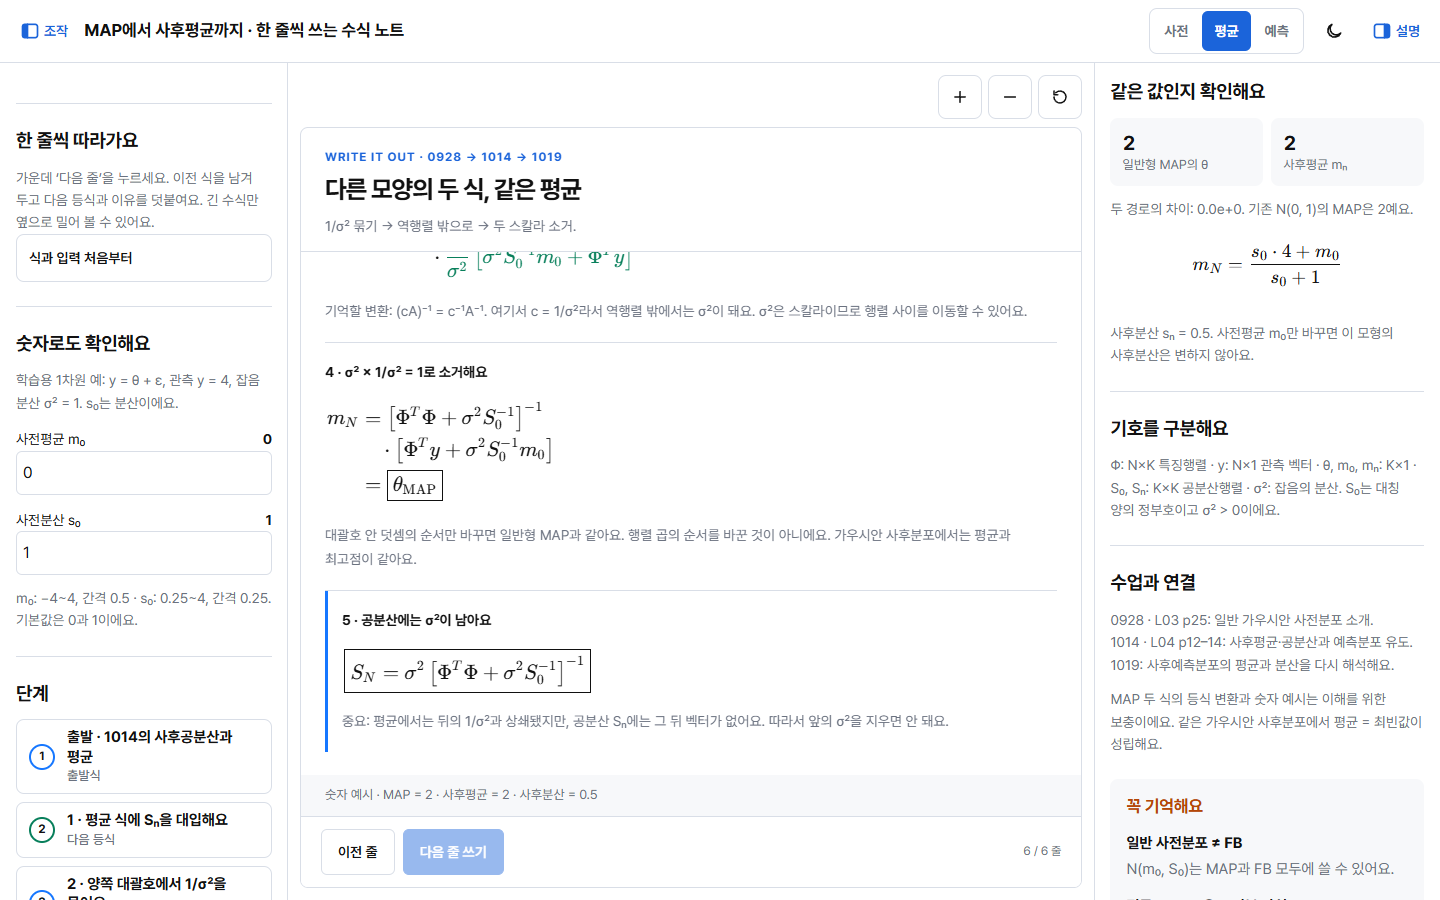 조작
MAP에서 사후평균까지 · 한 줄씩 쓰는 수식 노트
사전 평균 예측
설명
한 줄씩 따라가요
가운데 ‘다음 줄’을 누르세요. 이전 식을 남겨
두고 다음 등식과 이유를 덧붙여요. 긴 수식만
옆으로 밀어 볼 수 있어요.
식과 입력 처음부터
숫자로도 확인해요
학습용 1차원 예: y = θ + ε, 관측 y = 4, 잡음
분산 σ² = 1. s₀는 분산이에요.
사전평균 m₀ 0
0
사전분산 s₀ 1
1
m₀: −4~4, 간격 0.5 · s₀: 0.25~4, 간격 0.25.
기본값은 0과 1이에요.
단계
1
출발 · 1014의 사후공분산과
평균
출발식
2
1 · 평균 식에 Sₙ을 대입해요
다음 등식
2 · 양쪽 대괄호에서 1/σ²을
WRITE IT OUT · 0928 → 1014 → 1019
다른 모양의 두 식, 같은 평균
1/σ² 묶기 → 역행렬 밖으로 → 두 스칼라 소거.
· 1/σ² [σ²S₀⁻¹m₀ + Φᵀy]
기억할 변환: (cA)⁻¹ = c⁻¹A⁻¹. 여기서 c = 1/σ²라서 역행렬 밖에서는 σ²이 돼요. σ²은 스칼라이므로 행렬 사이를 이동할 수 있어요.
4 · σ² × 1/σ² = 1로 소거해요
m_N = [ΦᵀΦ + σ²S₀⁻¹]⁻¹
· [Φᵀy + σ²S₀⁻¹m₀]
= θ_MAP
대괄호 안 덧셈의 순서만 바꾸면 일반형 MAP과 같아요. 행렬 곱의 순서를 바꾼 것이 아니에요. 가우시안 사후분포에서는 평균과
최고점이 같아요.
5 · 공분산에는 σ²이 남아요
S_N = σ² [ΦᵀΦ + σ²S₀⁻¹]⁻¹
중요: 평균에서는 뒤의 1/σ²과 상쇄됐지만, 공분산 Sₙ에는 그 뒤 벡터가 없어요. 따라서 앞의 σ²을 지우면 안 돼요.
숫자 예시 · MAP = 2 · 사후평균 = 2 · 사후분산 = 0.5
이전 줄
다음 줄 쓰기
6 / 6 줄
같은 값인지 확인해요
2
일반형 MAP의 θ
2
사후평균 mₙ
두 경로의 차이: 0.0e+0. 기존 N(0, 1)의 MAP은 2예요.
m_N = (s₀ · 4 + m₀) / (s₀ + 1)
사후분산 sₙ = 0.5. 사전평균 m₀만 바꾸면 이 모형의
사후분산은 변하지 않아요.
기호를 구분해요
Φ: N×K 특징행렬 · y: N×1 관측 벡터 · θ, m₀, mₙ: K×1 ·
S₀, Sₙ: K×K 공분산행렬 · σ²: 잡음의 분산. S₀는 대칭
양의 정부호이고 σ² > 0이에요.
수업과 연결
0928 · L03 p25: 일반 가우시안 사전분포 소개.
1014 · L04 p12–14: 사후평균·공분산과 예측분포 유도.
1019: 사후예측분포의 평균과 분산을 다시 해석해요.
MAP 두 식의 등식 변환과 숫자 예시는 이해를 위한
보충이에요. 같은 가우시안 사후분포에서 평균 = 최빈값이
성립해요.
꼭 기억해요
일반 사전분포 ≠ FB
N(m₀, S₀)는 MAP과 FB 모두에 쓸 수 있어요.